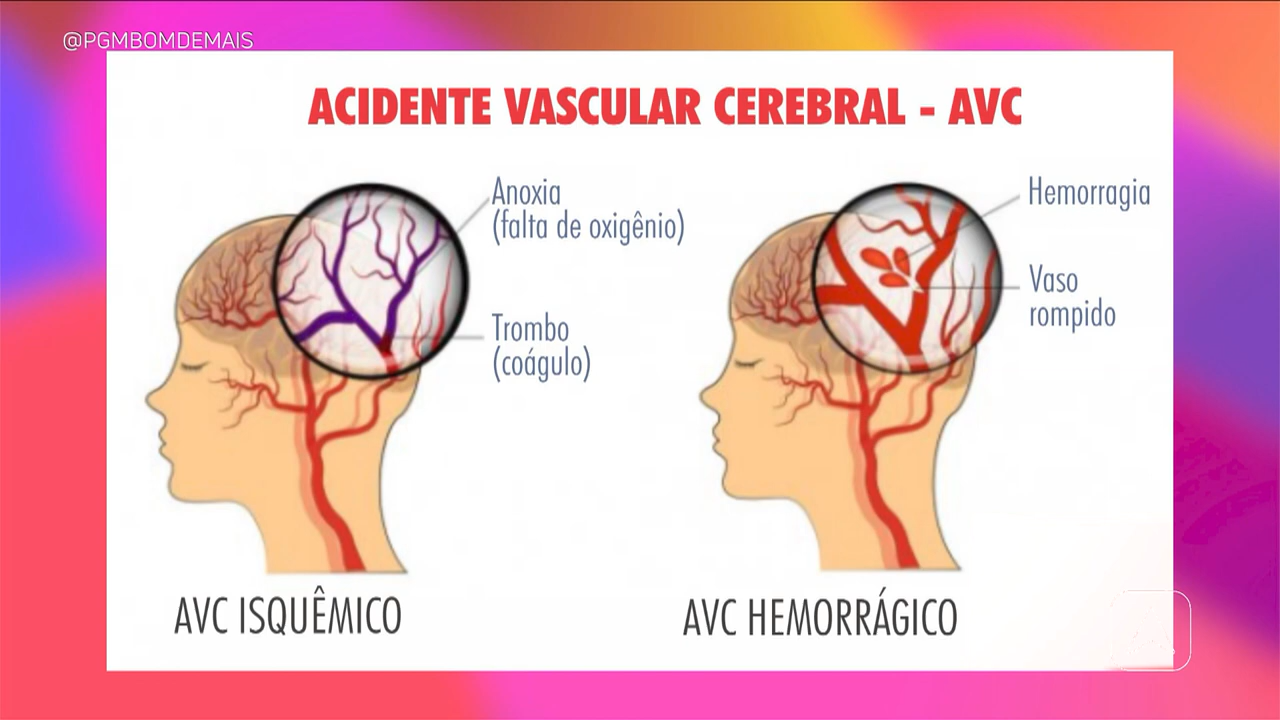 @PGMBOMDEMAIS
ACIDENTE VASCULAR CEREBRAL - AVC
Anoxia
(falta de oxigênio)
Trombo
(coágulo)
Hemorragia
Vaso
rompido
AVC ISQUÊMICO
AVC HEMORRÁGICO